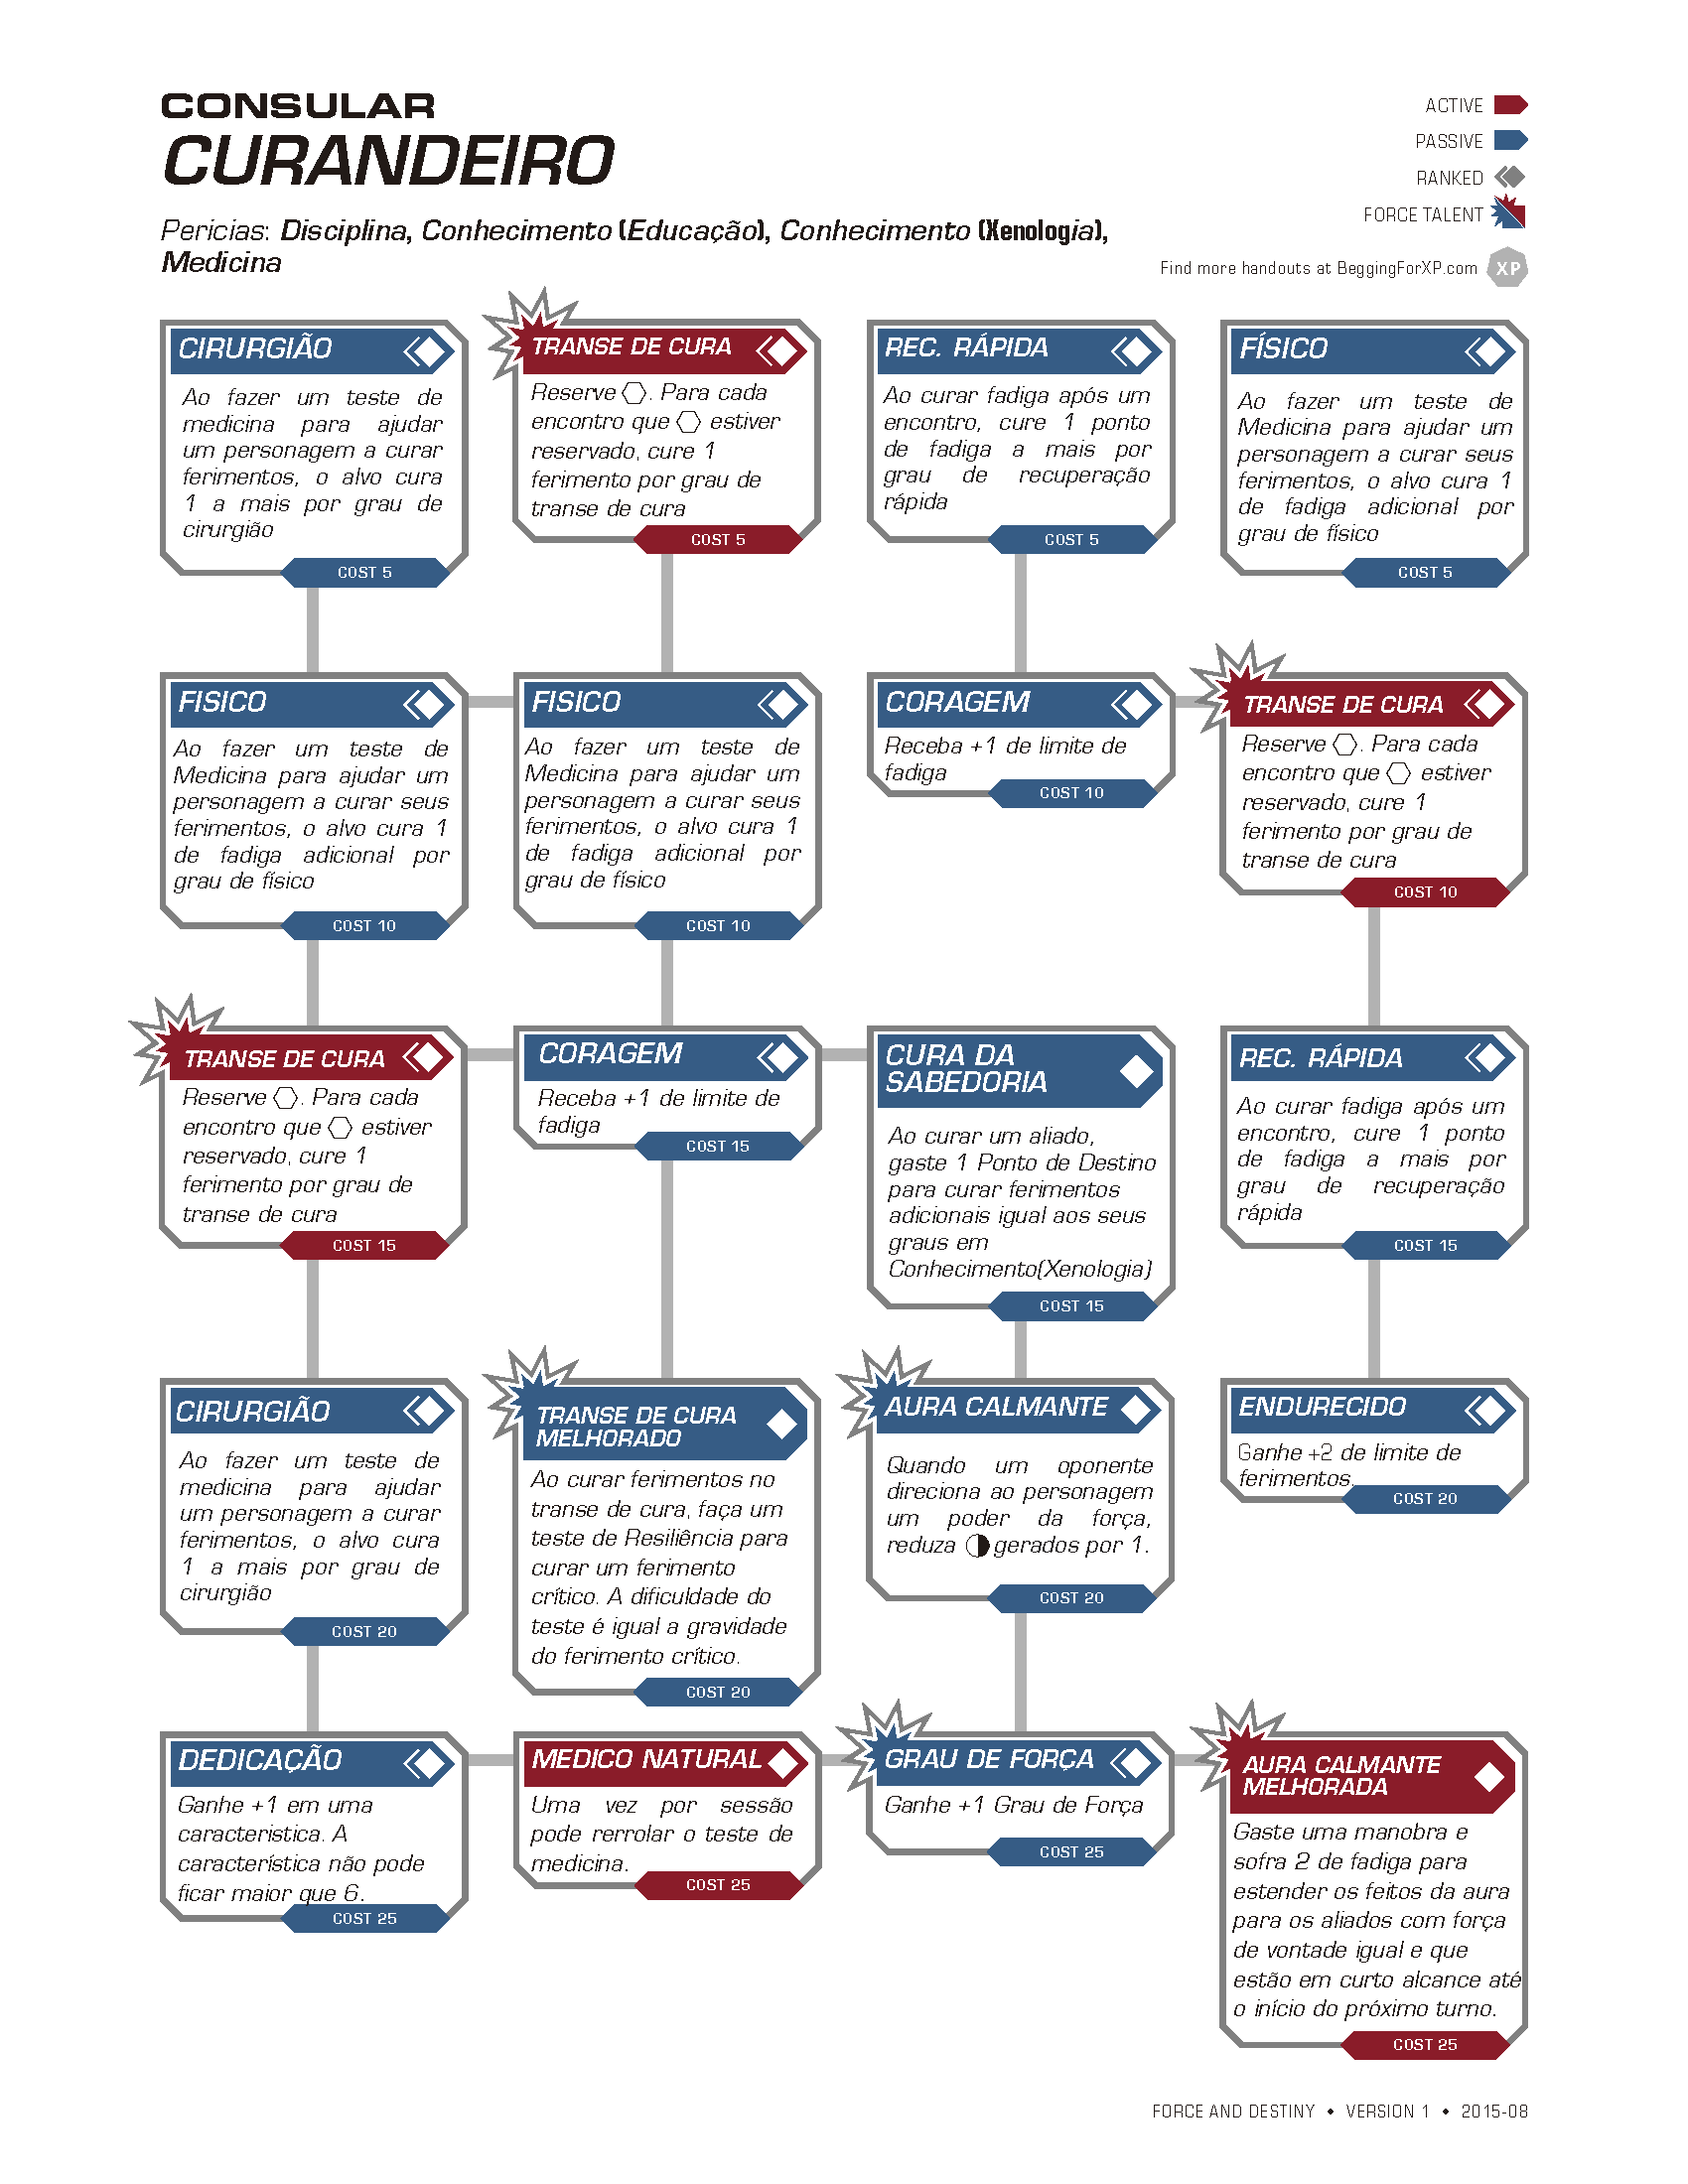 CONSULAR
CURANDEIRO
Pericias: Disciplina, Conhecimento (Educação), Conhecimento (Xenologia),
Medicina
ACTIVE
PASSIVE
RANKED
FORCE TALENT
Find more handouts at BeggingForXP.com XP
CIRURGIÃO
Ao fazer um teste de
medicina para ajudar
um personagem a curar
ferimentos, o alvo cura
1 a mais por grau de
cirurgião
COST 5
TRANSE DE CURA
Reserve . Para cada
encontro que estiver
reservado, cure 1
ferimento por grau de
transe de cura
COST 5
REC. RÁPIDA
Ao curar fadiga após um
encontro, cure 1 ponto
de fadiga a mais por
grau de recuperação
rápida
COST 5
FÍSICO
Ao fazer um teste de
Medicina para ajudar um
personagem a curar seus
ferimentos, o alvo cura 1
de fadiga adicional por
grau de físico
COST 5
FISICO
Ao fazer um teste de
Medicina para ajudar um
personagem a curar seus
ferimentos, o alvo cura 1
de fadiga adicional por
grau de físico
COST 10
FISICO
Ao fazer um teste de
Medicina para ajudar um
personagem a curar seus
ferimentos, o alvo cura 1
de fadiga adicional por
grau de físico
COST 10
CORAGEM
Receba +1 de limite de
fadiga
COST 10
TRANSE DE CURA
Reserve . Para cada
encontro que estiver
reservado, cure 1
ferimento por grau de
transe de cura
COST 10
TRANSE DE CURA
Reserve . Para cada
encontro que estiver
reservado, cure 1
ferimento por grau de
transe de cura
COST 15
CORAGEM
Receba +1 de limite de
fadiga
COST 15
CURA DA
SABEDORIA
Ao curar um aliado,
gaste 1 Ponto de Destino
para curar ferimentos
adicionais igual aos seus
graus em
Conhecimento(Xenologia)
COST 15
REC. RÁPIDA
Ao curar fadiga após um
encontro, cure 1 ponto
de fadiga a mais por
grau de recuperação
rápida
COST 15
CIRURGIÃO
Ao fazer um teste de
medicina para ajudar
um personagem a curar
ferimentos, o alvo cura
1 a mais por grau de
cirurgião
COST 20
TRANSE DE CURA
MELHORADO
Ao curar ferimentos no
transe de cura, faça um
teste de Resiliência para
curar um ferimento
crítico. A dificuldade do
teste é igual a gravidade
do ferimento crítico.
COST 20
AURA CALMANTE
Quando um oponente
direciona ao personagem
um poder da força,
reduza gerados por 1.
COST 20
ENDURECIDO
Ganhe +2 de limite de
ferimentos.
COST 20
DEDICAÇÃO
Ganhe +1 em uma
caracteristica. A
característica não pode
ficar maior que 6.
COST 25
MEDICO NATURAL
Uma vez por sessão
pode rerrolar o teste de
medicina.
COST 25
GRAU DE FORÇA
Ganhe +1 Grau de Força
COST 25
AURA CALMANTE
MELHORADA
Gaste uma manobra e
sofra 2 de fadiga para
estender os feitos da aura
para os aliados com força
de vontade igual e que
estão em curto alcance até
o início do próximo turno.
COST 25
FORCE AND DESTINY • VERSION 1 • 2015-08